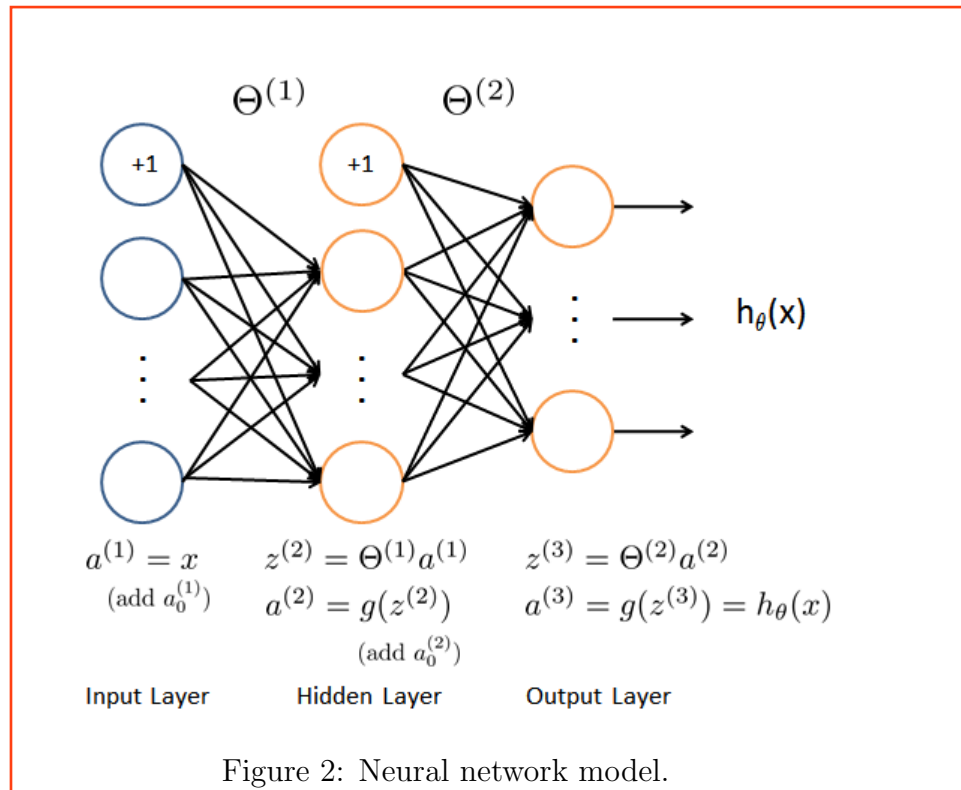 Θ^(1) Θ^(2)
+1 +1
h_θ(x)
a^(1) = x z^(2) = Θ^(1)a^(1) z^(3) = Θ^(2)a^(2)
(add a_0^(1)) a^(2) = g(z^(2)) a^(3) = g(z^(3)) = h_θ(x)
(add a_0^(2))
Input Layer Hidden Layer Output Layer
Figure 2: Neural network model.